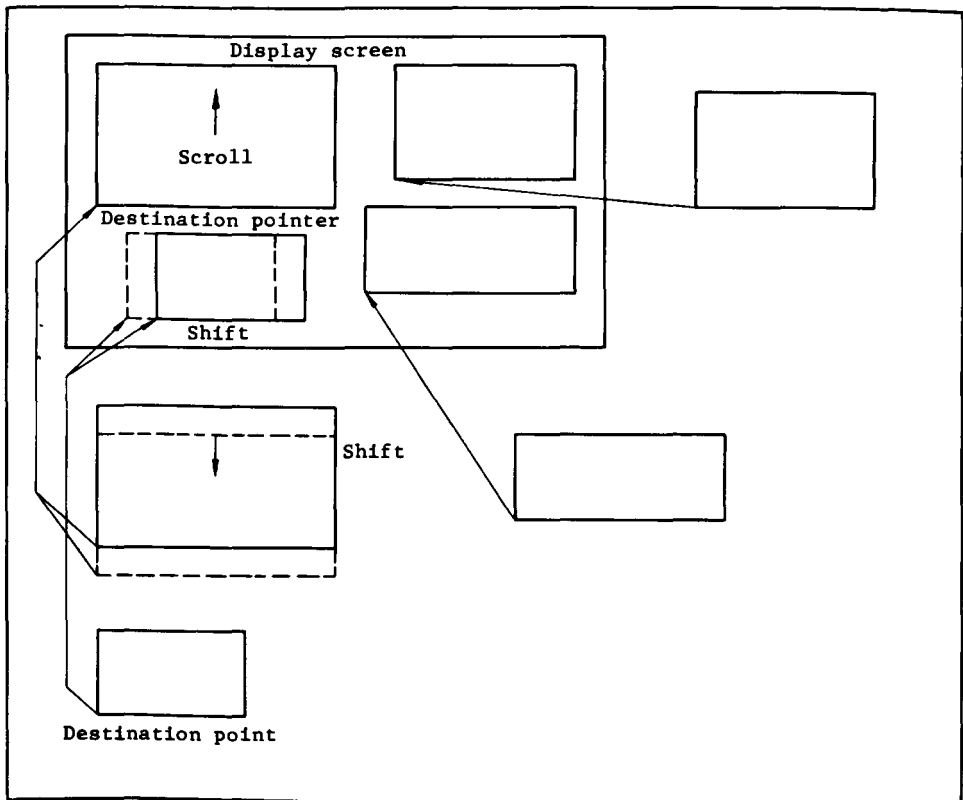 Display screen
Scroll
Destination pointer
Shift
Shift
Destination point